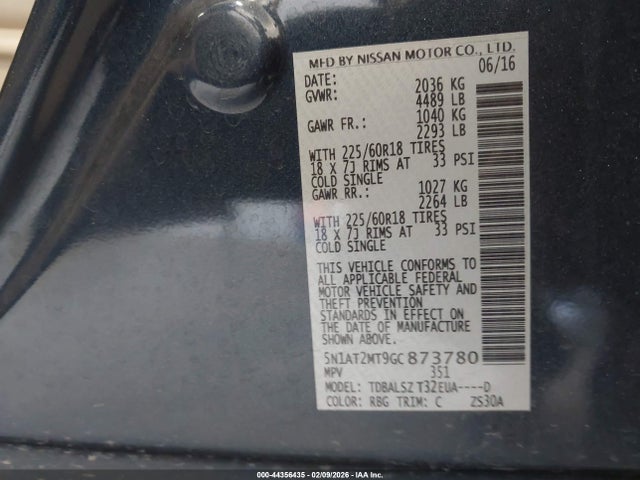 MFD BY NISSAN MOTOR CO., LTD.
DATE: 06/16
GVWR: 2036 KG
4489 LB
GAWR FR.: 1040 KG
2293 LB
WITH 225/60R18 TIRES
18 X 7J RIMS AT 33 PSI
COLD SINGLE
GAWR RR.: 1027 KG
2264 LB
WITH 225/60R18 TIRES
18 X 7J RIMS AT 33 PSI
COLD SINGLE
THIS VEHICLE CONFORMS TO
ALL APPLICABLE FEDERAL
MOTOR VEHICLE SAFETY AND
THEFT PREVENTION
STANDARDS IN EFFECT ON
THE DATE OF MANUFACTURE
SHOWN ABOVE.
5N1AT2MT9GC873780
MPV 351
MODEL: TDBALSZ T32EUA----D
COLOR: RBG TRIM: C ZS30A
0-44356435 - 02/09/2026 - IAA Inc.